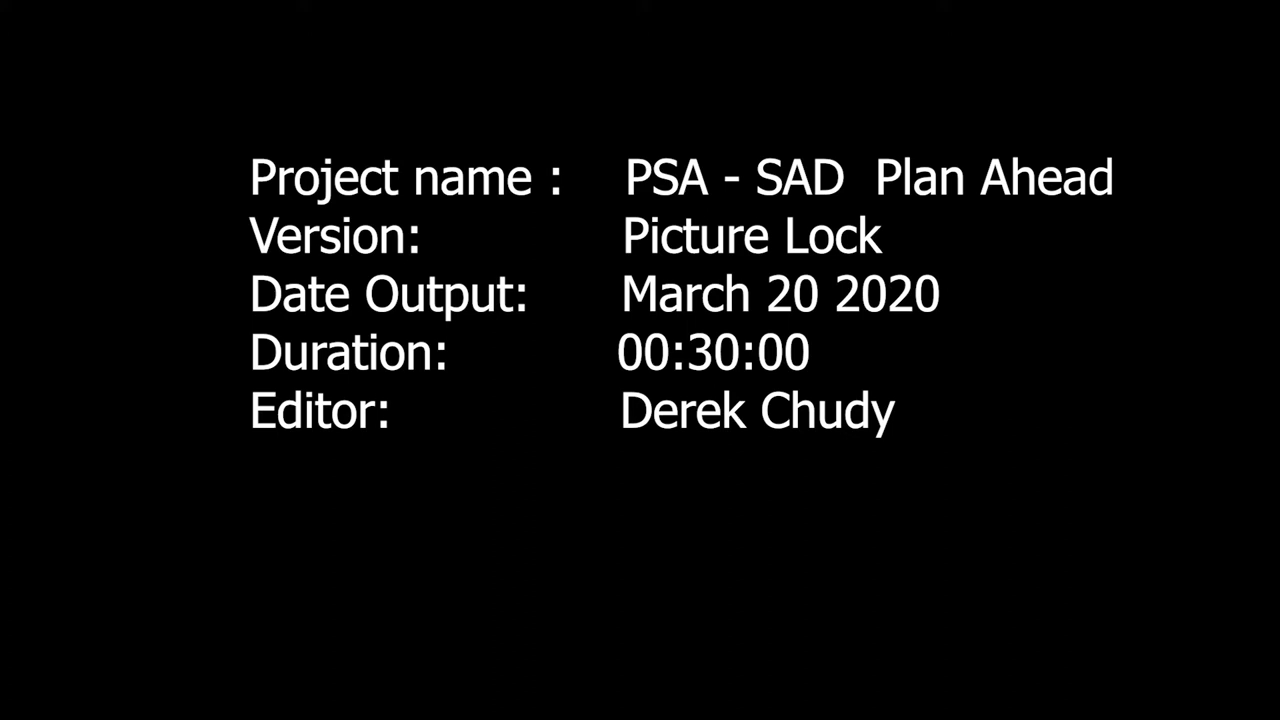 Project name : PSA - SAD  Plan Ahead
Version: Picture Lock
Date Output: March 20 2020
Duration: 00:30:00
Editor: Derek Chudy